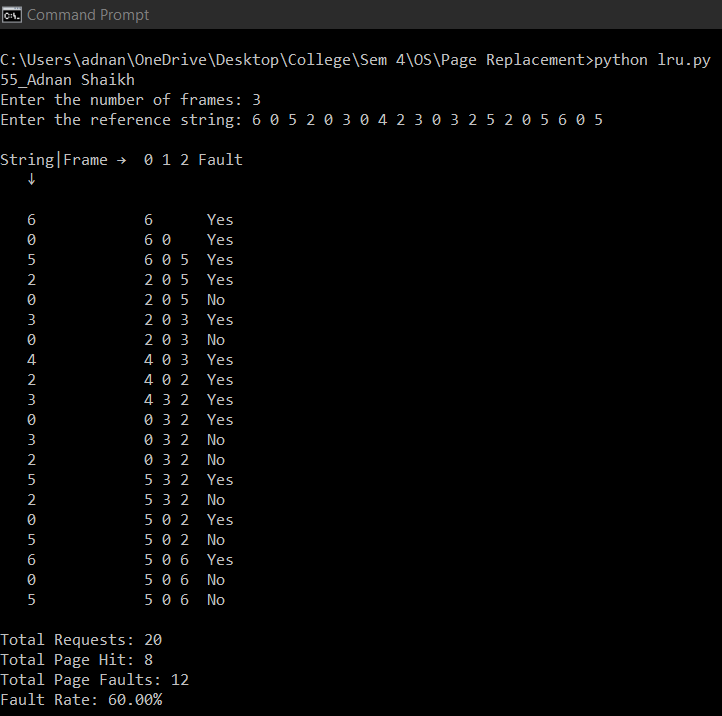 Command Prompt
C:\Users\adnan\OneDrive\Desktop\College\Sem 4\OS\Page Replacement>python lru.py
55_Adnan Shaikh
Enter the number of frames: 3
Enter the reference string: 6 0 5 2 0 3 0 4 2 3 0 3 2 5 2 0 5 6 0 5
String|Frame → 0 1 2 Fault
↓
6 6 Yes
0 6 0 Yes
5 6 0 5 Yes
2 2 0 5 Yes
0 2 0 5 No
3 2 0 3 Yes
0 2 0 3 No
4 4 0 3 Yes
2 4 0 2 Yes
3 4 3 2 Yes
0 0 3 2 Yes
3 0 3 2 No
2 0 3 2 No
5 5 3 2 Yes
2 5 3 2 No
0 5 0 2 Yes
5 5 0 2 No
6 5 0 6 Yes
0 5 0 6 No
5 5 0 6 No
Total Requests: 20
Total Page Hit: 8
Total Page Faults: 12
Fault Rate: 60.00%